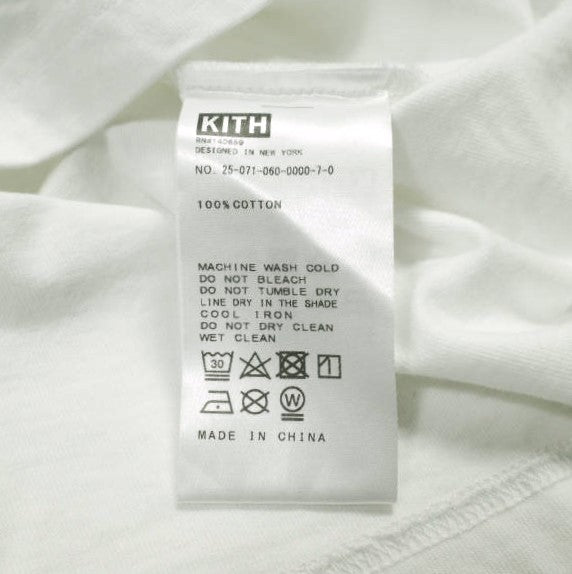 KITH
RN#140659
DESIGNED IN NEW YORK
NO. 25-071-060-0000-7-0
100% COTTON
MACHINE WASH COLD
DO NOT BLEACH
DO NOT TUMBLE DRY
LINE DRY IN THE SHADE
COOL IRON
DO NOT DRY CLEAN
WET CLEAN
30
W
MADE IN CHINA